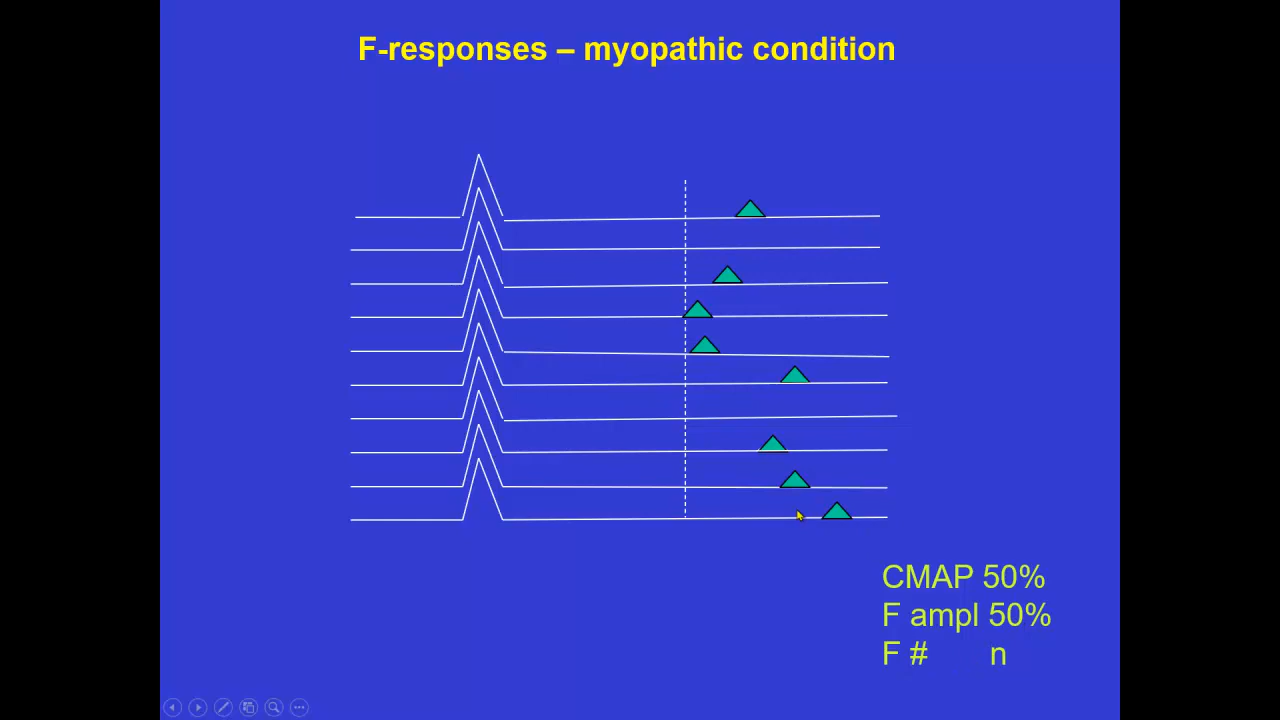 F-responses – myopathic condition
CMAP 50%
F ampl 50%
F # n